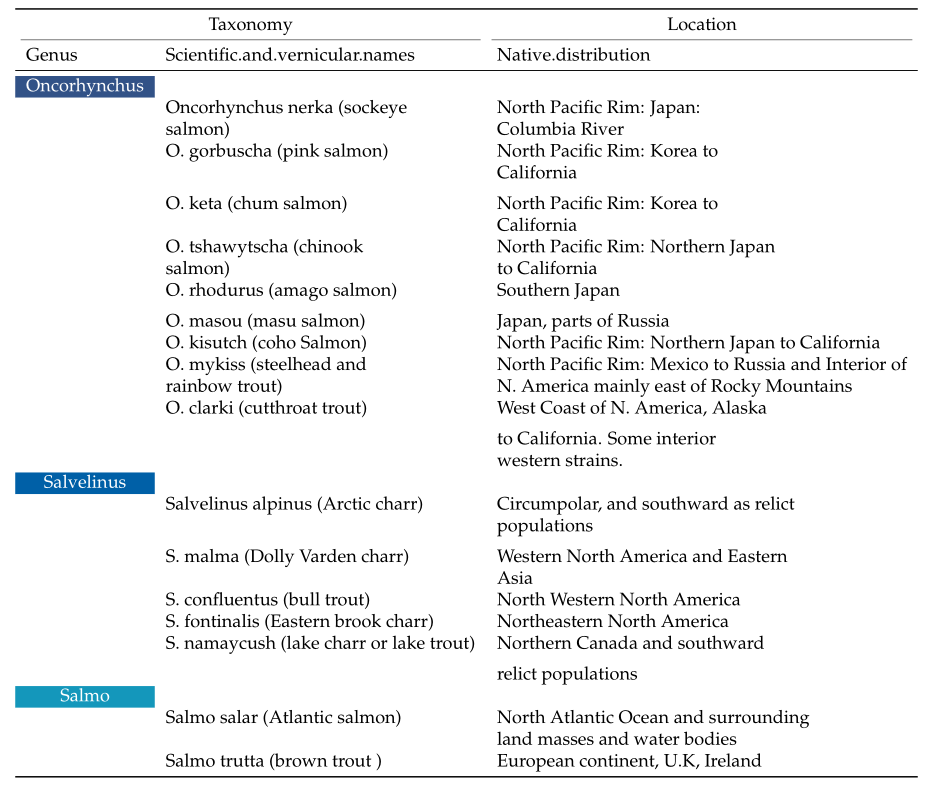 Taxonomy Location
Genus Scientific.and.vernicular.names Native.distribution
Oncorhynchus
Oncorhynchus nerka (sockeye North Pacific Rim: Japan:
salmon) Columbia River
O. gorbuscha (pink salmon) North Pacific Rim: Korea to
California
O. keta (chum salmon) North Pacific Rim: Korea to
California
O. tshawytscha (chinook North Pacific Rim: Northern Japan
salmon) to California
O. rhodurus (amago salmon) Southern Japan
O. masou (masu salmon) Japan, parts of Russia
O. kisutch (coho Salmon) North Pacific Rim: Northern Japan to California
O. mykiss (steelhead and North Pacific Rim: Mexico to Russia and Interior of
rainbow trout) N. America mainly east of Rocky Mountains
O. clarki (cutthroat trout) West Coast of N. America, Alaska
to California. Some interior
western strains.
Salvelinus
Salvelinus alpinus (Arctic charr) Circumpolar, and southward as relict
populations
S. malma (Dolly Varden charr) Western North America and Eastern
Asia
S. confluentus (bull trout) North Western North America
S. fontinalis (Eastern brook charr) Northeastern North America
S. namaycush (lake charr or lake trout) Northern Canada and southward
relict populations
Salmo
Salmo salar (Atlantic salmon) North Atlantic Ocean and surrounding
land masses and water bodies
Salmo trutta (brown trout ) European continent, U.K, Ireland